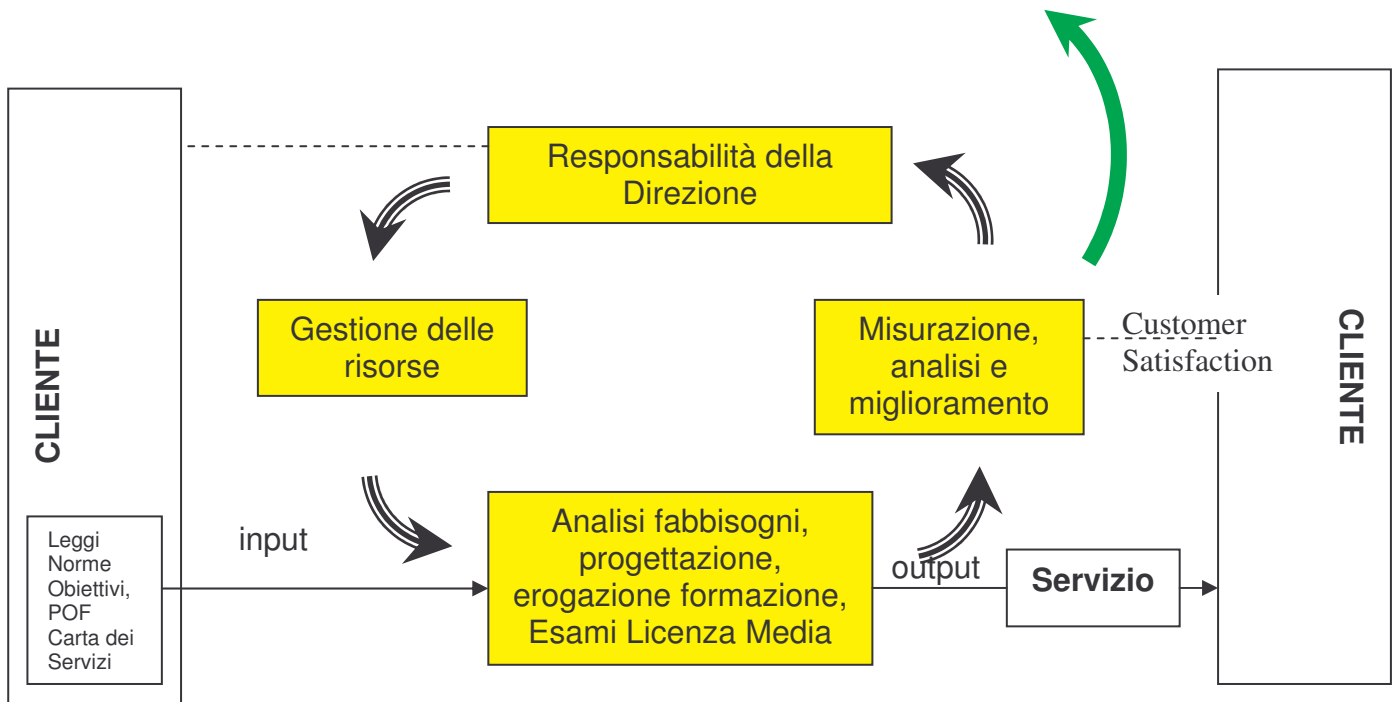 Responsabilità della
Direzione
Gestione delle
risorse
Misurazione,
analisi e
miglioramento
Customer
Satisfaction
CLIENTE
CLIENTE
Leggi
Norme
Obiettivi,
POF
Carta dei
Servizi
input
Analisi fabbisogni,
progettazione,
erogazione formazione,
Esami Licenza Media
output
Servizio